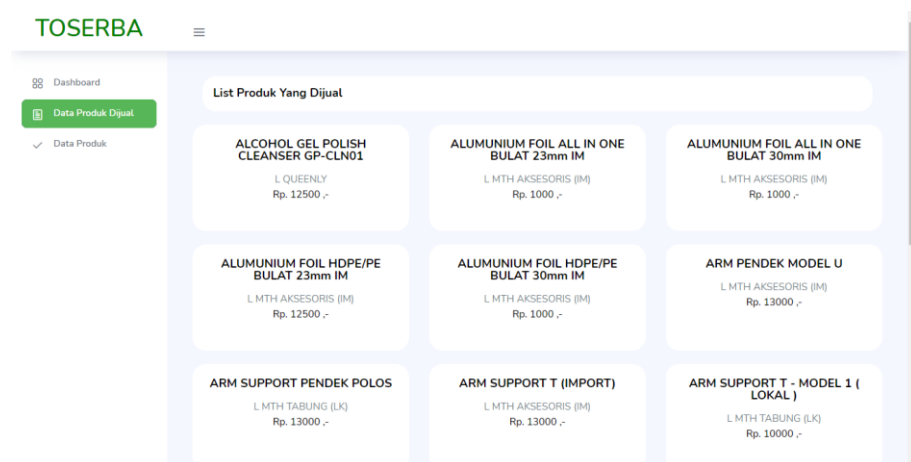 TOSERBA
Dashboard
Data Produk Dijual
Data Produk
List Produk Yang Dijual
ALCOHOL GEL POLISH
CLEANSER GP-CLN01
L QUEENLY
Rp. 12500 ,-
ALUMUNIUM FOIL ALL IN ONE
BULAT 23mm IM
L MTH AKSESORIS (IM)
Rp. 1000 ,-
ALUMUNIUM FOIL ALL IN ONE
BULAT 30mm IM
L MTH AKSESORIS (IM)
Rp. 1000 ,-
ALUMUNIUM FOIL HDPE/PE
BULAT 23mm IM
L MTH AKSESORIS (IM)
Rp. 12500 ,-
ALUMUNIUM FOIL HDPE/PE
BULAT 30mm IM
L MTH AKSESORIS (IM)
Rp. 1000 ,-
ARM PENDEK MODEL U
L MTH AKSESORIS (IM)
Rp. 13000 ,-
ARM SUPPORT PENDEK POLOS
L MTH TABUNG (LK)
Rp. 13000 ,-
ARM SUPPORT T (IMPORT)
L MTH AKSESORIS (IM)
Rp. 13000 ,-
ARM SUPPORT T - MODEL 1 (
LOKAL )
L MTH TABUNG (LK)
Rp. 10000 ,-